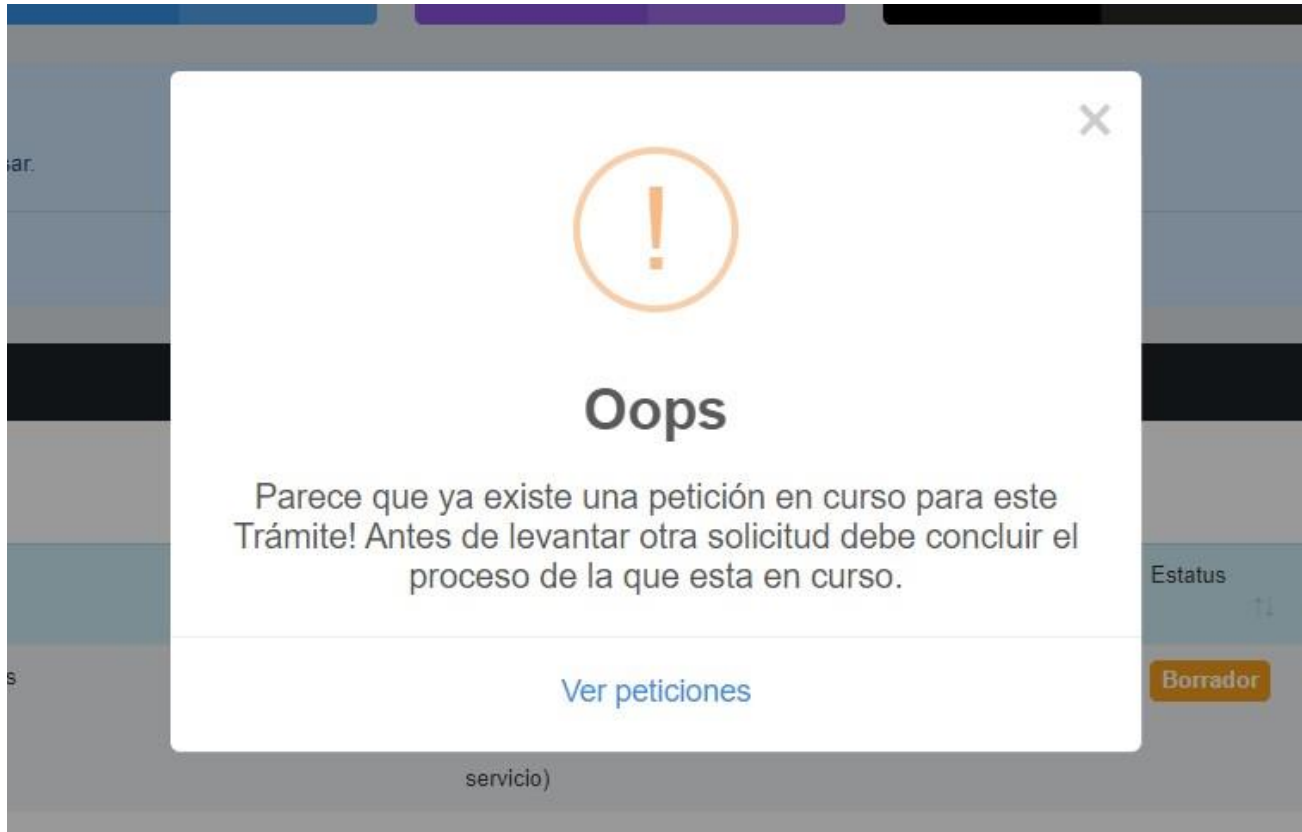 sar.
!
Oops
Parece que ya existe una petición en curso para este
Trámite! Antes de levantar otra solicitud debe concluir el
proceso de la que esta en curso.
Estatus
s
Borrador
Ver peticiones
servicio)